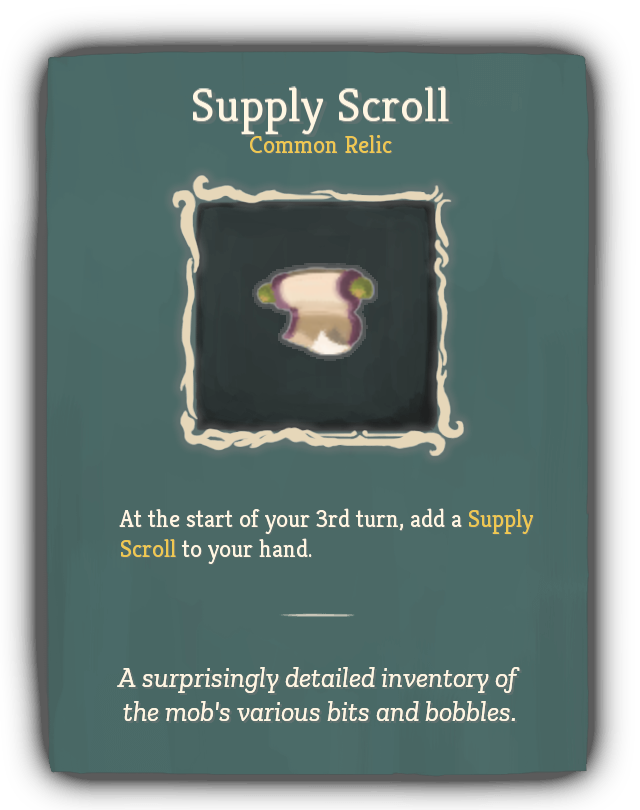 Supply Scroll
Common Relic
At the start of your 3rd turn, add a Supply
Scroll to your hand.
A surprisingly detailed inventory of
the mob's various bits and bobbles.